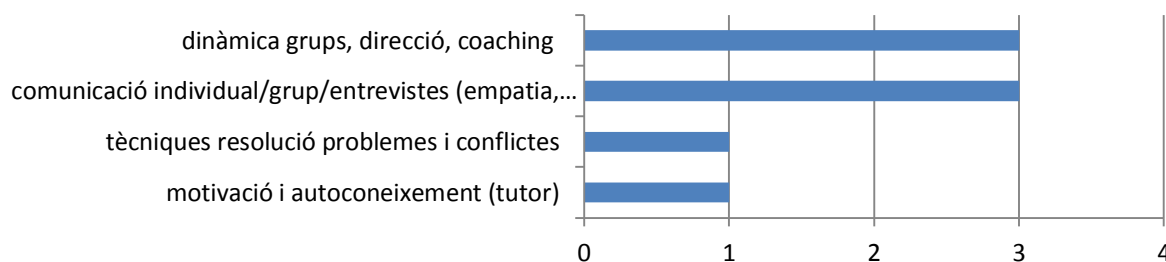 dinàmica grups, direcció, coaching
comunicació individual/grup/entrevistes (empatia,...
tècniques resolució problemes i conflictes
motivació i autoconeixement (tutor)
0 1 2 3 4